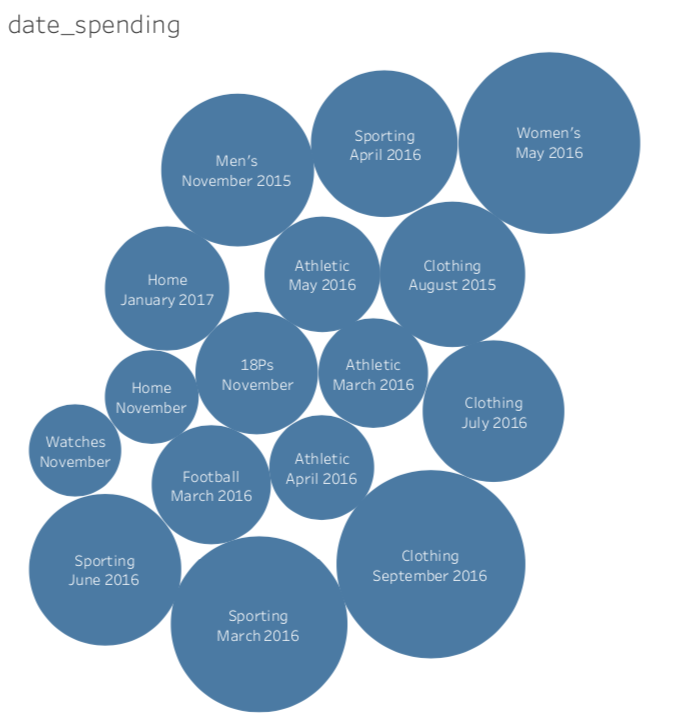 date_spending
Sporting
April 2016
Women's
May 2016
Men's
November 2015
Athletic
May 2016
Clothing
August 2015
Home
January 2017
18Ps
November
Athletic
March 2016
Home
November
Clothing
July 2016
Watches
November
Football
March 2016
Athletic
April 2016
Sporting
June 2016
Clothing
September 2016
Sporting
March 2016